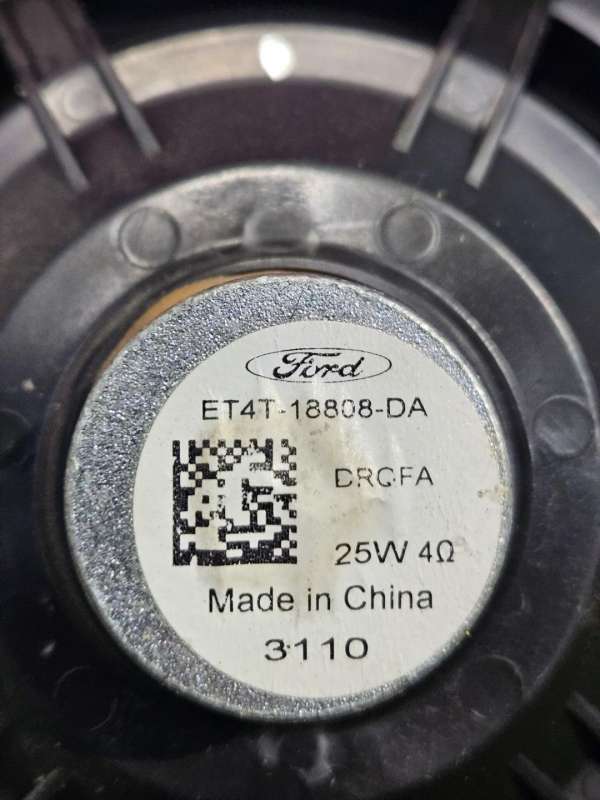 Ford
ET4T-18808-DA
DRCFA
25W 4Ω
Made in China
3110